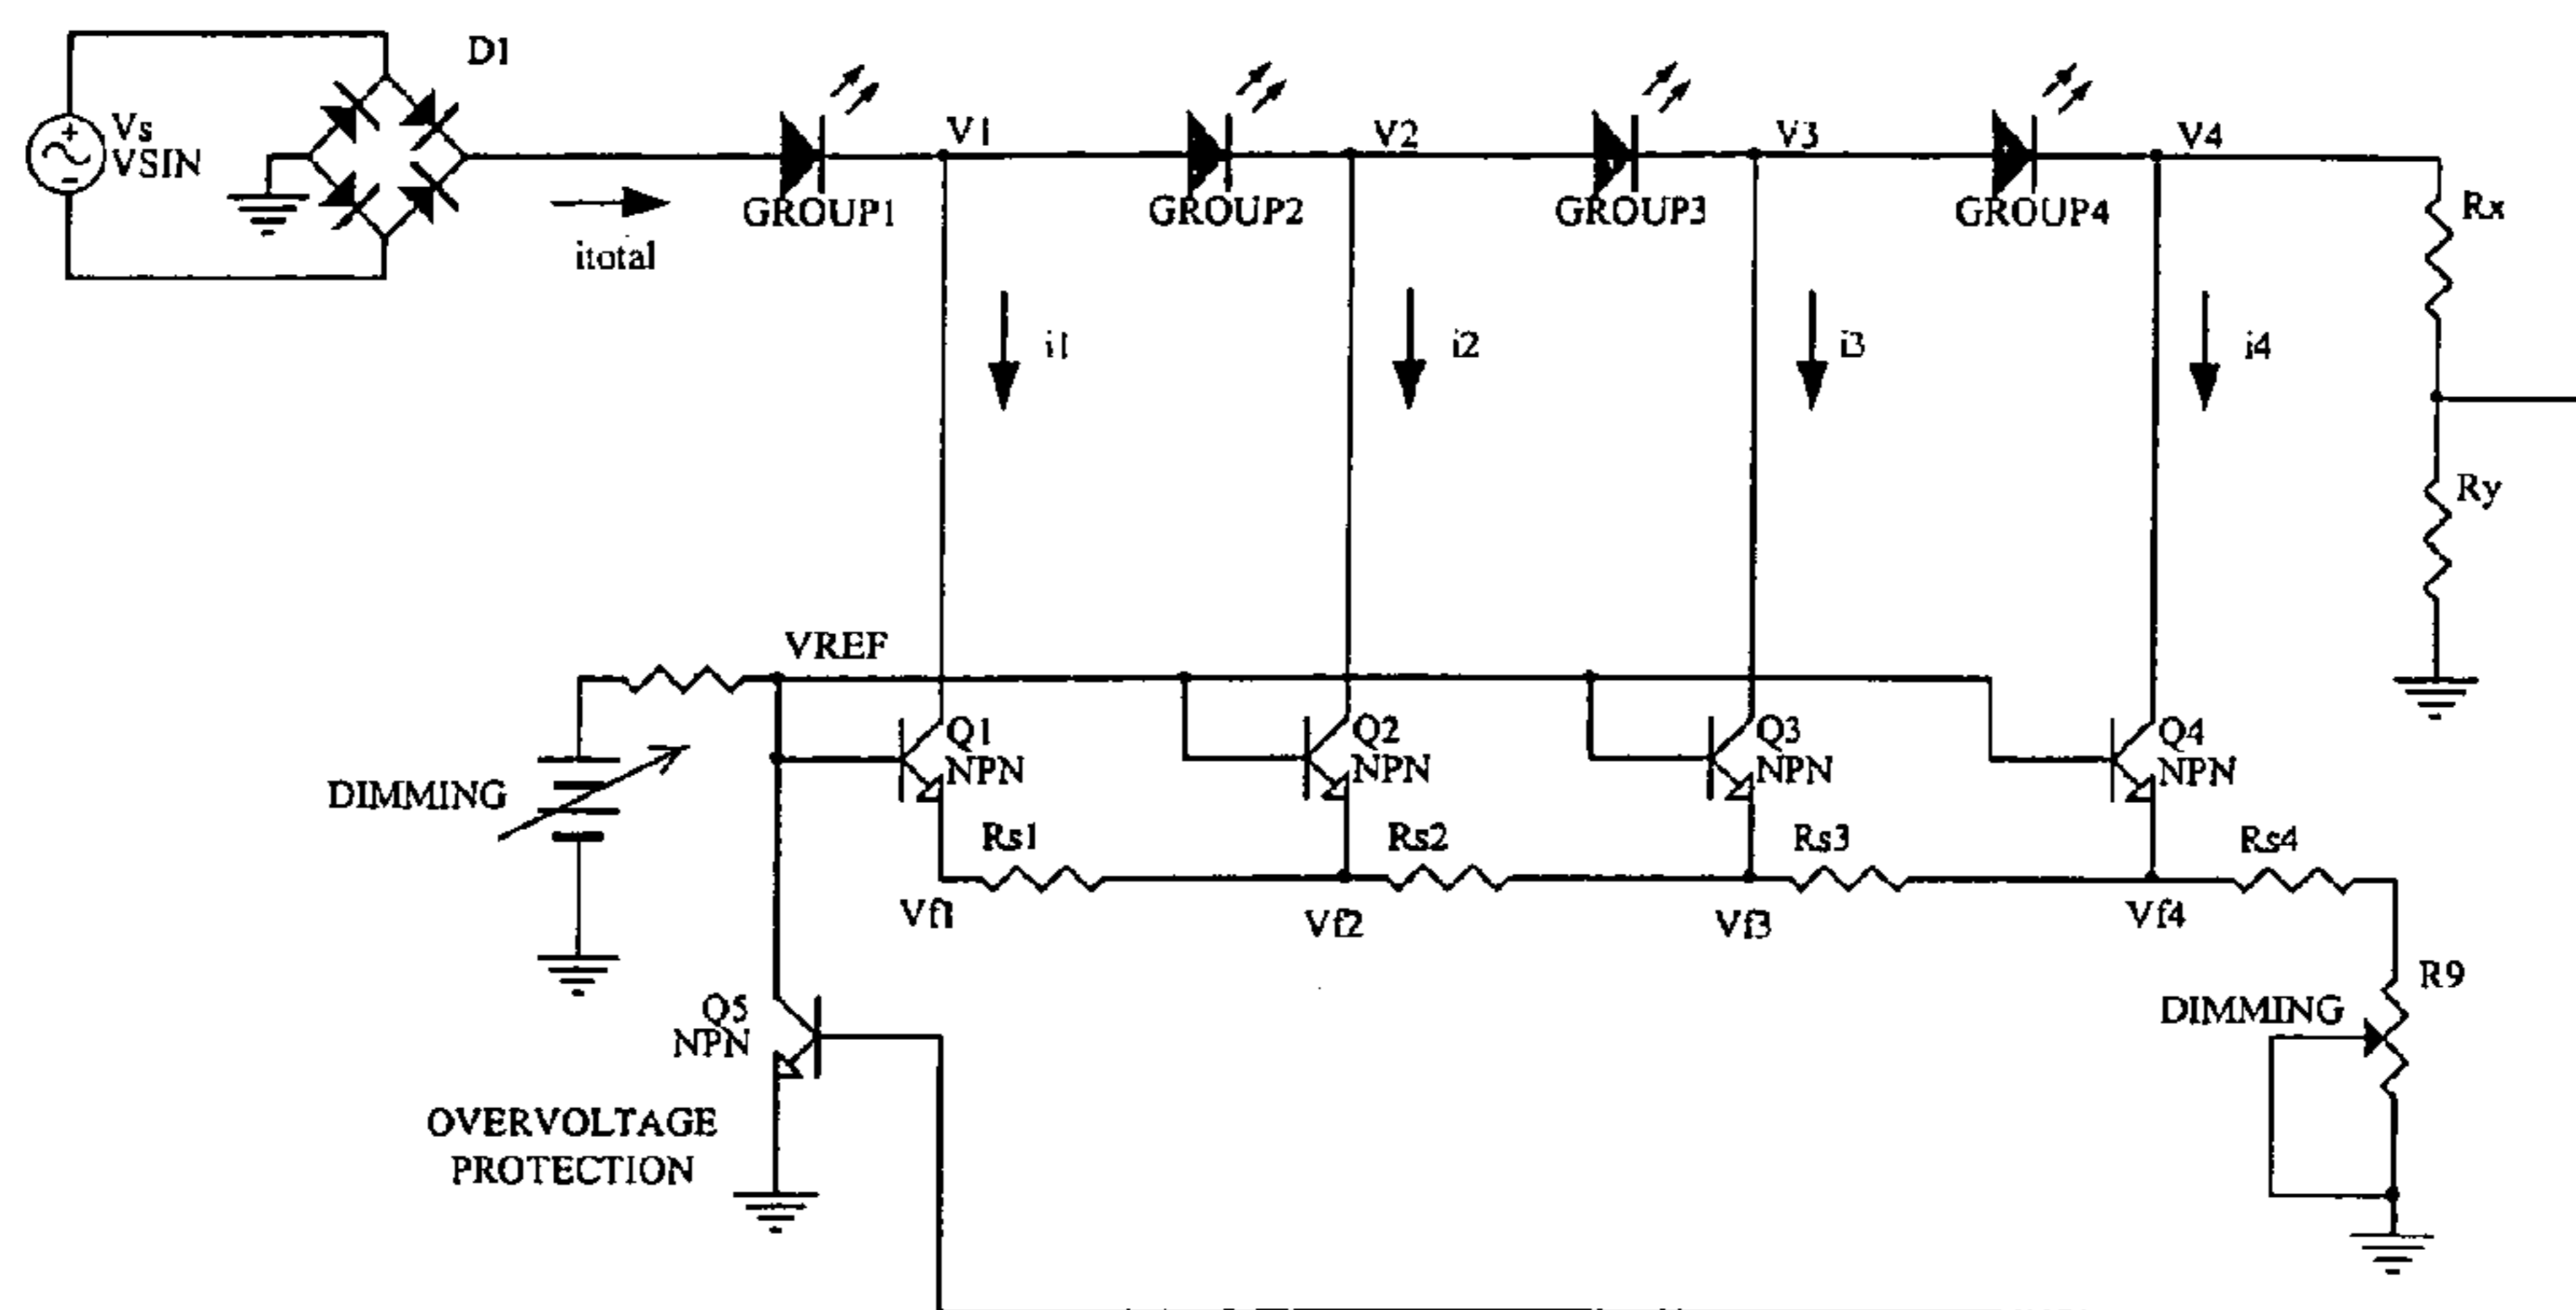 D1
Vs
VSIN
itotal
GROUP1
V1
GROUP2
V2
GROUP3
V3
GROUP4
V4
Rx
i1
i2
i3
i4
Ry
VREF
DIMMING
Q1
NPN
Q2
NPN
Q3
NPN
Q4
NPN
Rs1
Rs2
Rs3
Rs4
Vf1
Vf2
Vf3
Vf4
R9
DIMMING
Q5
NPN
OVERVOLTAGE
PROTECTION